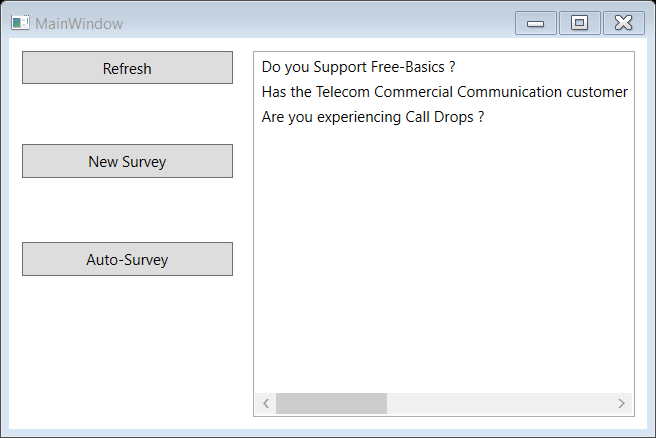 MainWindow
Refresh
New Survey
Auto-Survey
Do you Support Free-Basics ?
Has the Telecom Commercial Communication customer
Are you experiencing Call Drops ?